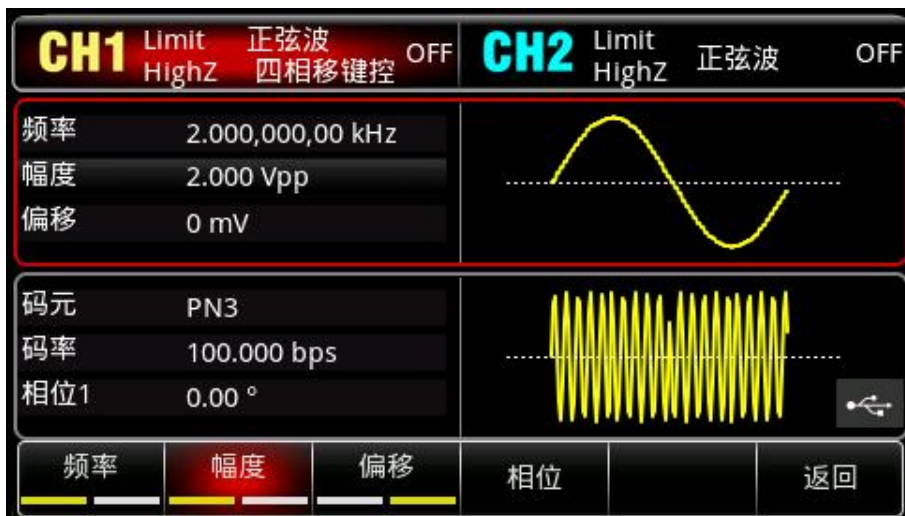 CH1 Limit 正弦波 OFF
HighZ 四相移键控
CH2 Limit 正弦波 OFF
HighZ
频率 2.000,000,00 kHz
幅度 2.000 Vpp
偏移 0 mV
码元 PN3
码率 100.000 bps
相位1 0.00 °
频率 幅度 偏移 相位 返回